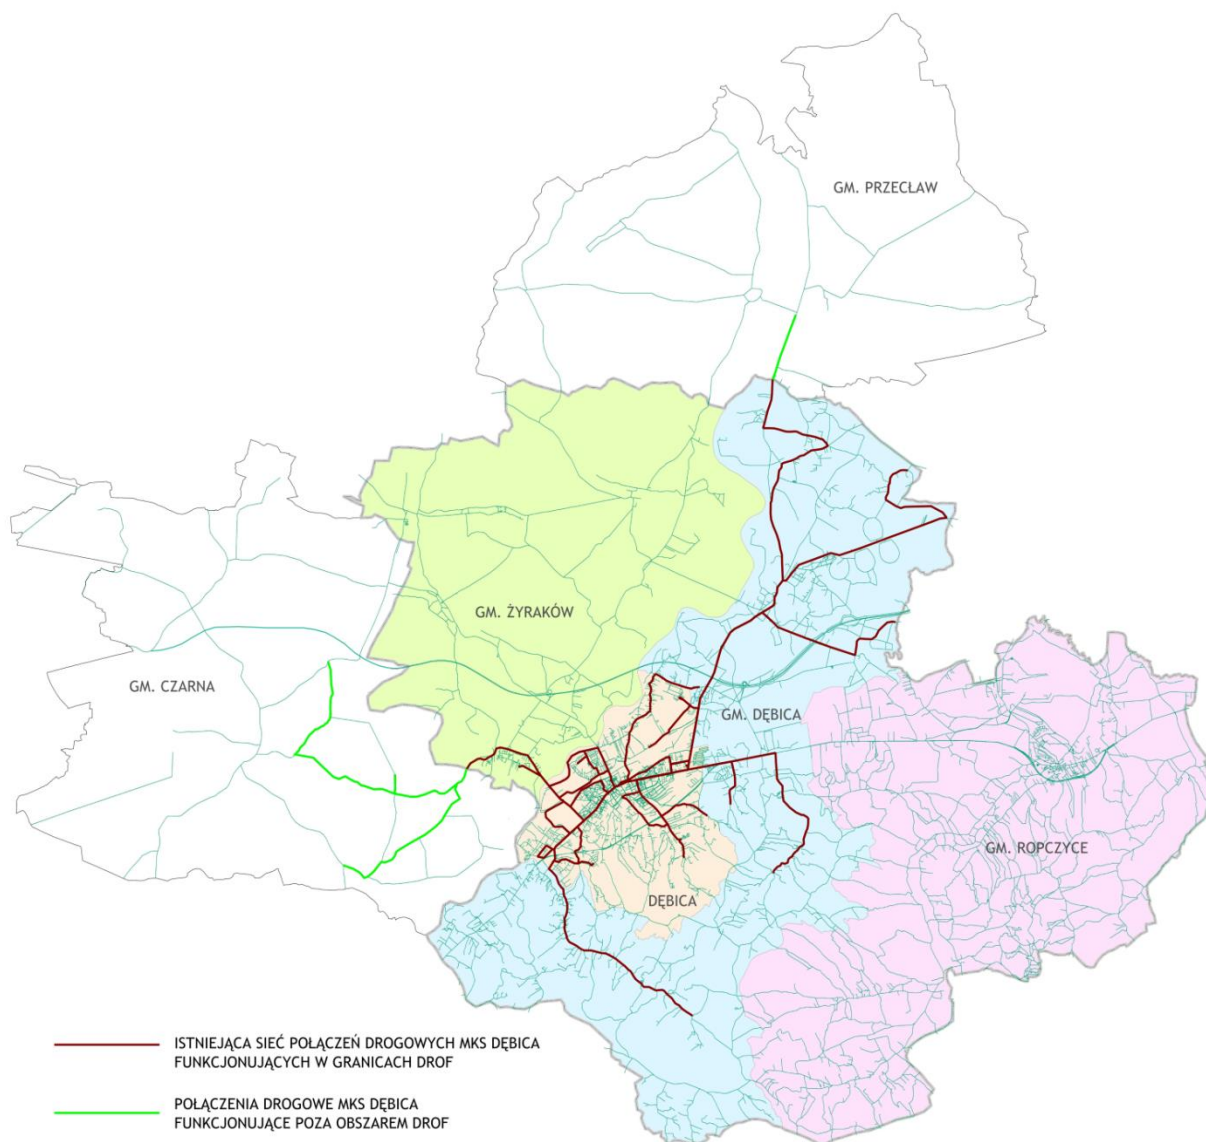 GM. PRZECŁAW
GM. ŻYRAKÓW
GM. CZARNA
GM. DĘBICA
GM. ROPCZYCE
DĘBICA
ISTNIEJĄCA SIEĆ POŁĄCZEŃ DROGOWYCH MKS DĘBICA
FUNKCJONUJĄCYCH W GRANICACH DROF
POŁĄCZENIA DROGOWE MKS DĘBICA
FUNKCJONUJĄCE POZA OBSZAREM DROF